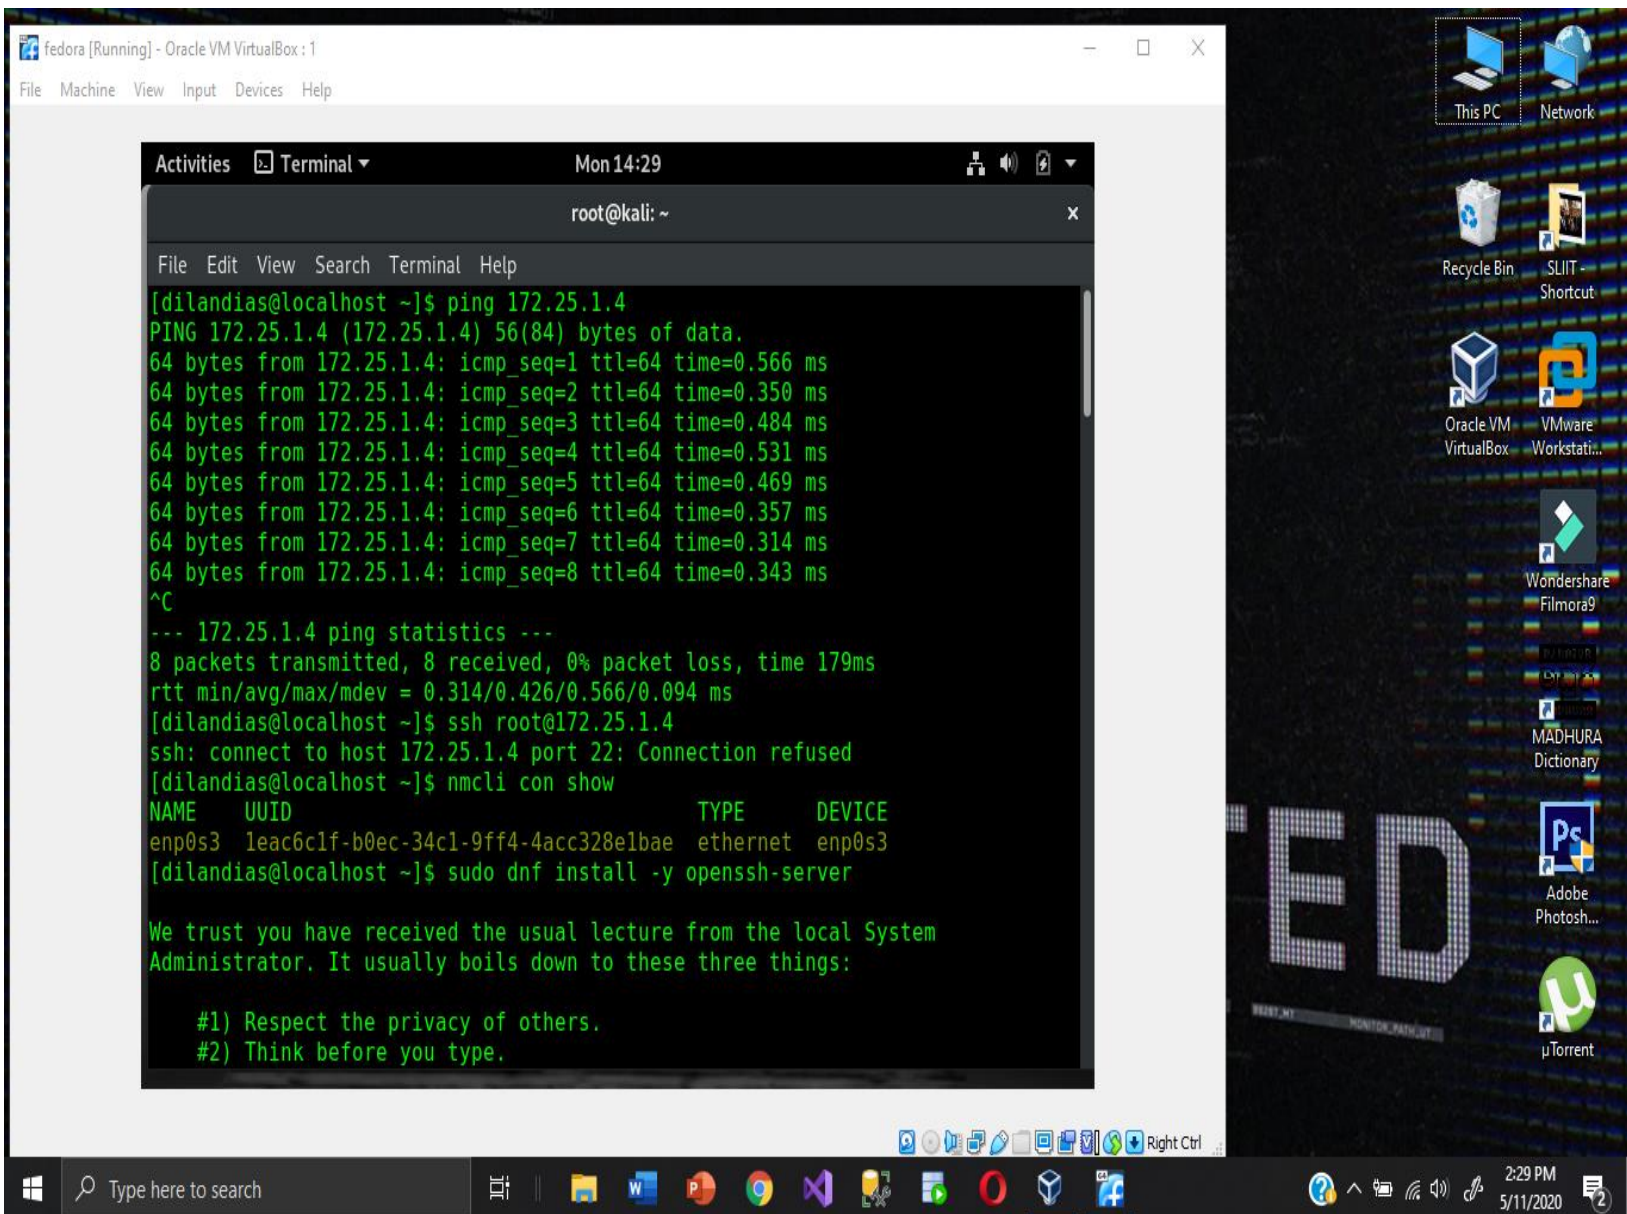 fedora [Running] - Oracle VM VirtualBox : 1
File Machine View Input Devices Help
Activities Terminal Mon 14:29
root@kali: ~ x
File Edit View Search Terminal Help
[dilandias@localhost ~]$ ping 172.25.1.4
PING 172.25.1.4 (172.25.1.4) 56(84) bytes of data.
64 bytes from 172.25.1.4: icmp_seq=1 ttl=64 time=0.566 ms
64 bytes from 172.25.1.4: icmp_seq=2 ttl=64 time=0.350 ms
64 bytes from 172.25.1.4: icmp_seq=3 ttl=64 time=0.484 ms
64 bytes from 172.25.1.4: icmp_seq=4 ttl=64 time=0.531 ms
64 bytes from 172.25.1.4: icmp_seq=5 ttl=64 time=0.469 ms
64 bytes from 172.25.1.4: icmp_seq=6 ttl=64 time=0.357 ms
64 bytes from 172.25.1.4: icmp_seq=7 ttl=64 time=0.314 ms
64 bytes from 172.25.1.4: icmp_seq=8 ttl=64 time=0.343 ms
^C
--- 172.25.1.4 ping statistics ---
8 packets transmitted, 8 received, 0% packet loss, time 179ms
rtt min/avg/max/mdev = 0.314/0.426/0.566/0.094 ms
[dilandias@localhost ~]$ ssh root@172.25.1.4
ssh: connect to host 172.25.1.4 port 22: Connection refused
[dilandias@localhost ~]$ nmcli con show
NAME UUID TYPE DEVICE
enp0s3 1eac6c1f-b0ec-34c1-9ff4-4acc328e1bae ethernet enp0s3
[dilandias@localhost ~]$ sudo dnf install -y openssh-server
We trust you have received the usual lecture from the local System
Administrator. It usually boils down to these three things:
#1) Respect the privacy of others.
#2) Think before you type.
Right Ctrl
This PC
Network
Recycle Bin
SLIIT -
Shortcut
Oracle VM
VirtualBox
VMware
Workstati...
Wondershare
Filmora9
MADHURA
Dictionary
Ps
Adobe
Photosh...
µTorrent
TED
Type here to search
2:29 PM
5/11/2020
2